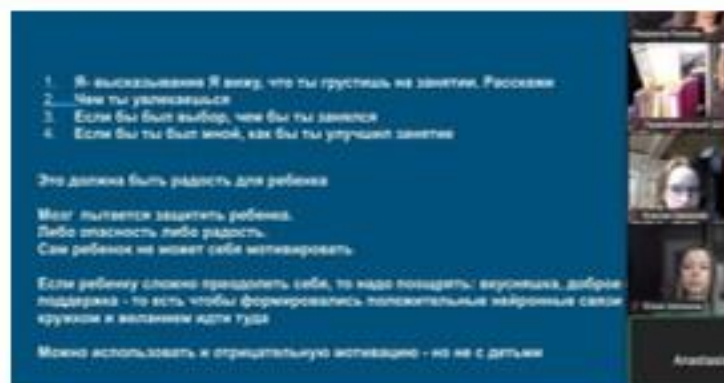 1. Я- высказывание Я вижу, что ты грустишь на занятии. Расскажи
2. Чем ты увлекаешься
3. Если бы был выбор, чем бы ты занялся
4. Если бы ты был мной, как бы ты улучшил занятие
Это должна быть радость для ребенка
Мозг пытается защитить ребенка.
Либо опасность либо радость.
Сам ребенок не может себя мотивировать
Если ребенку сложно преодолеть себя, то надо поощрять: вкусняшка, доброе
поддержка - то есть чтобы формировались положительные нейронные связи
кружком и желанием идти туда
Можно использовать и отрицательную мотивацию - но не с детьми